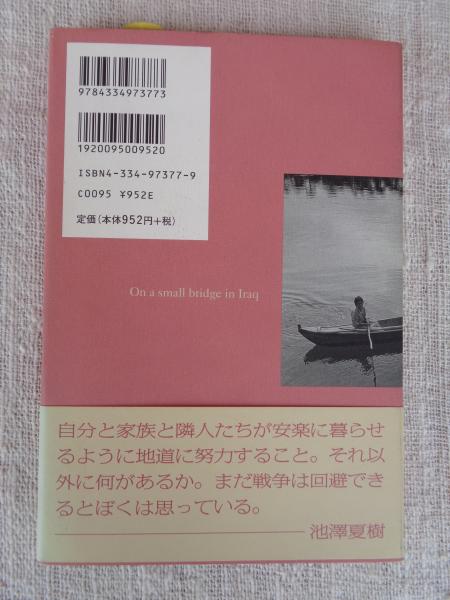 9784334973773
1920095009520
ISBN4-334-97377-9
C0095 ¥952E
定価(本体952円+税)
On a small bridge in Iraq
自分と家族と隣人たちが安楽に暮らせ
るように地道に努力すること。それ以
外に何があるか。まだ戦争は回避でき
るとぼくは思っている。
池澤夏樹